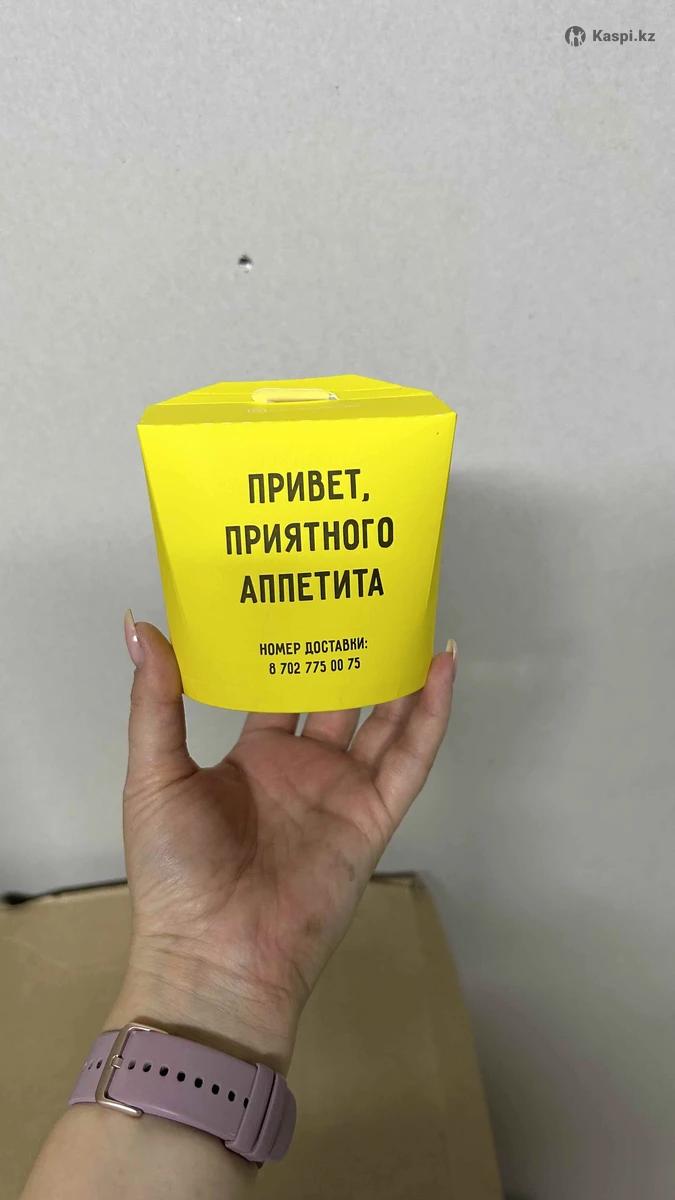 Kaspi.kz
ПРИВЕТ,
ПРИЯТНОГО
АППЕТИТА
НОМЕР ДОСТАВКИ:
8 702 775 00 75